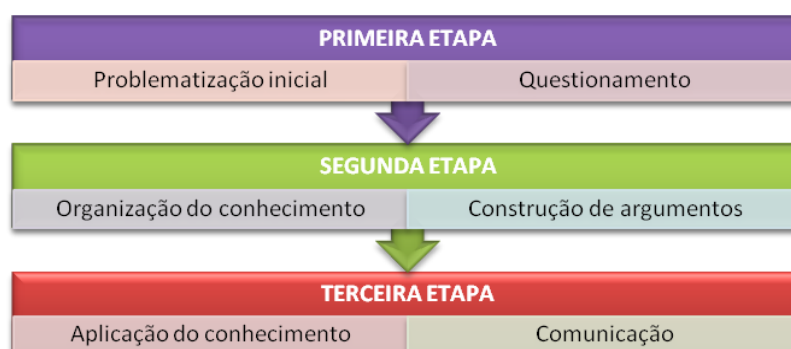 PRIMEIRA ETAPA
Problematização inicial
Questionamento
SEGUNDA ETAPA
Organização do conhecimento
Construção de argumentos
TERCEIRA ETAPA
Aplicação do conhecimento
Comunicação